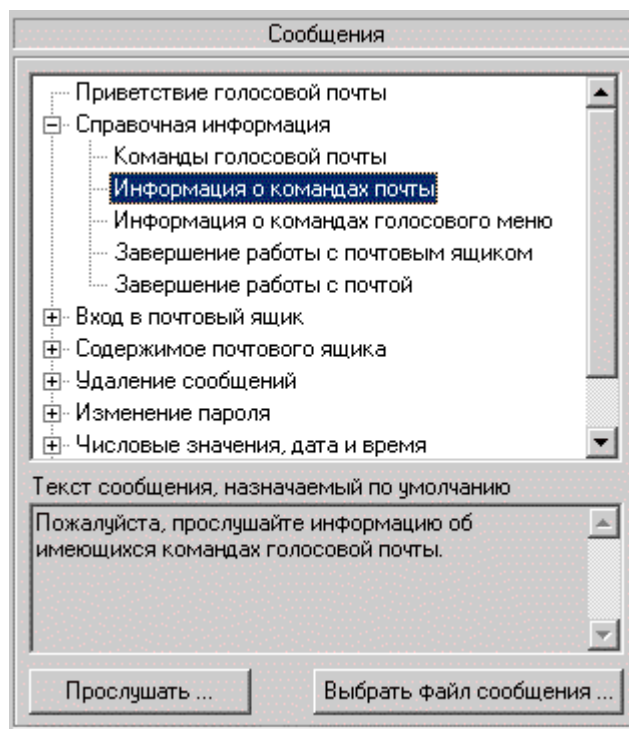 Сообщения
Приветствие голосовой почты
Справочная информация
Команды голосовой почты
Информация о командах почты
Информация о командах голосового меню
Завершение работы с почтовым ящиком
Завершение работы с почтой
Вход в почтовый ящик
Содержимое почтового ящика
Удаление сообщений
Изменение пароля
Числовые значения, дата и время
Текст сообщения, назначаемый по умолчанию
Пожалуйста, прослушайте информацию об
имеющихся командах голосовой почты.
Прослушать ...
Выбрать файл сообщения ...